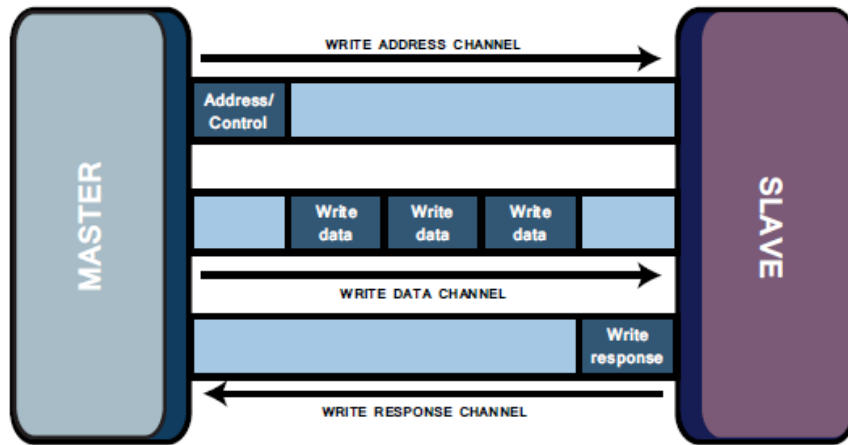 WRITE ADDRESS CHANNEL
Address/
Control
MASTER
SLAVE
Write
data
Write
data
Write
data
WRITE DATA CHANNEL
Write
response
WRITE RESPONSE CHANNEL